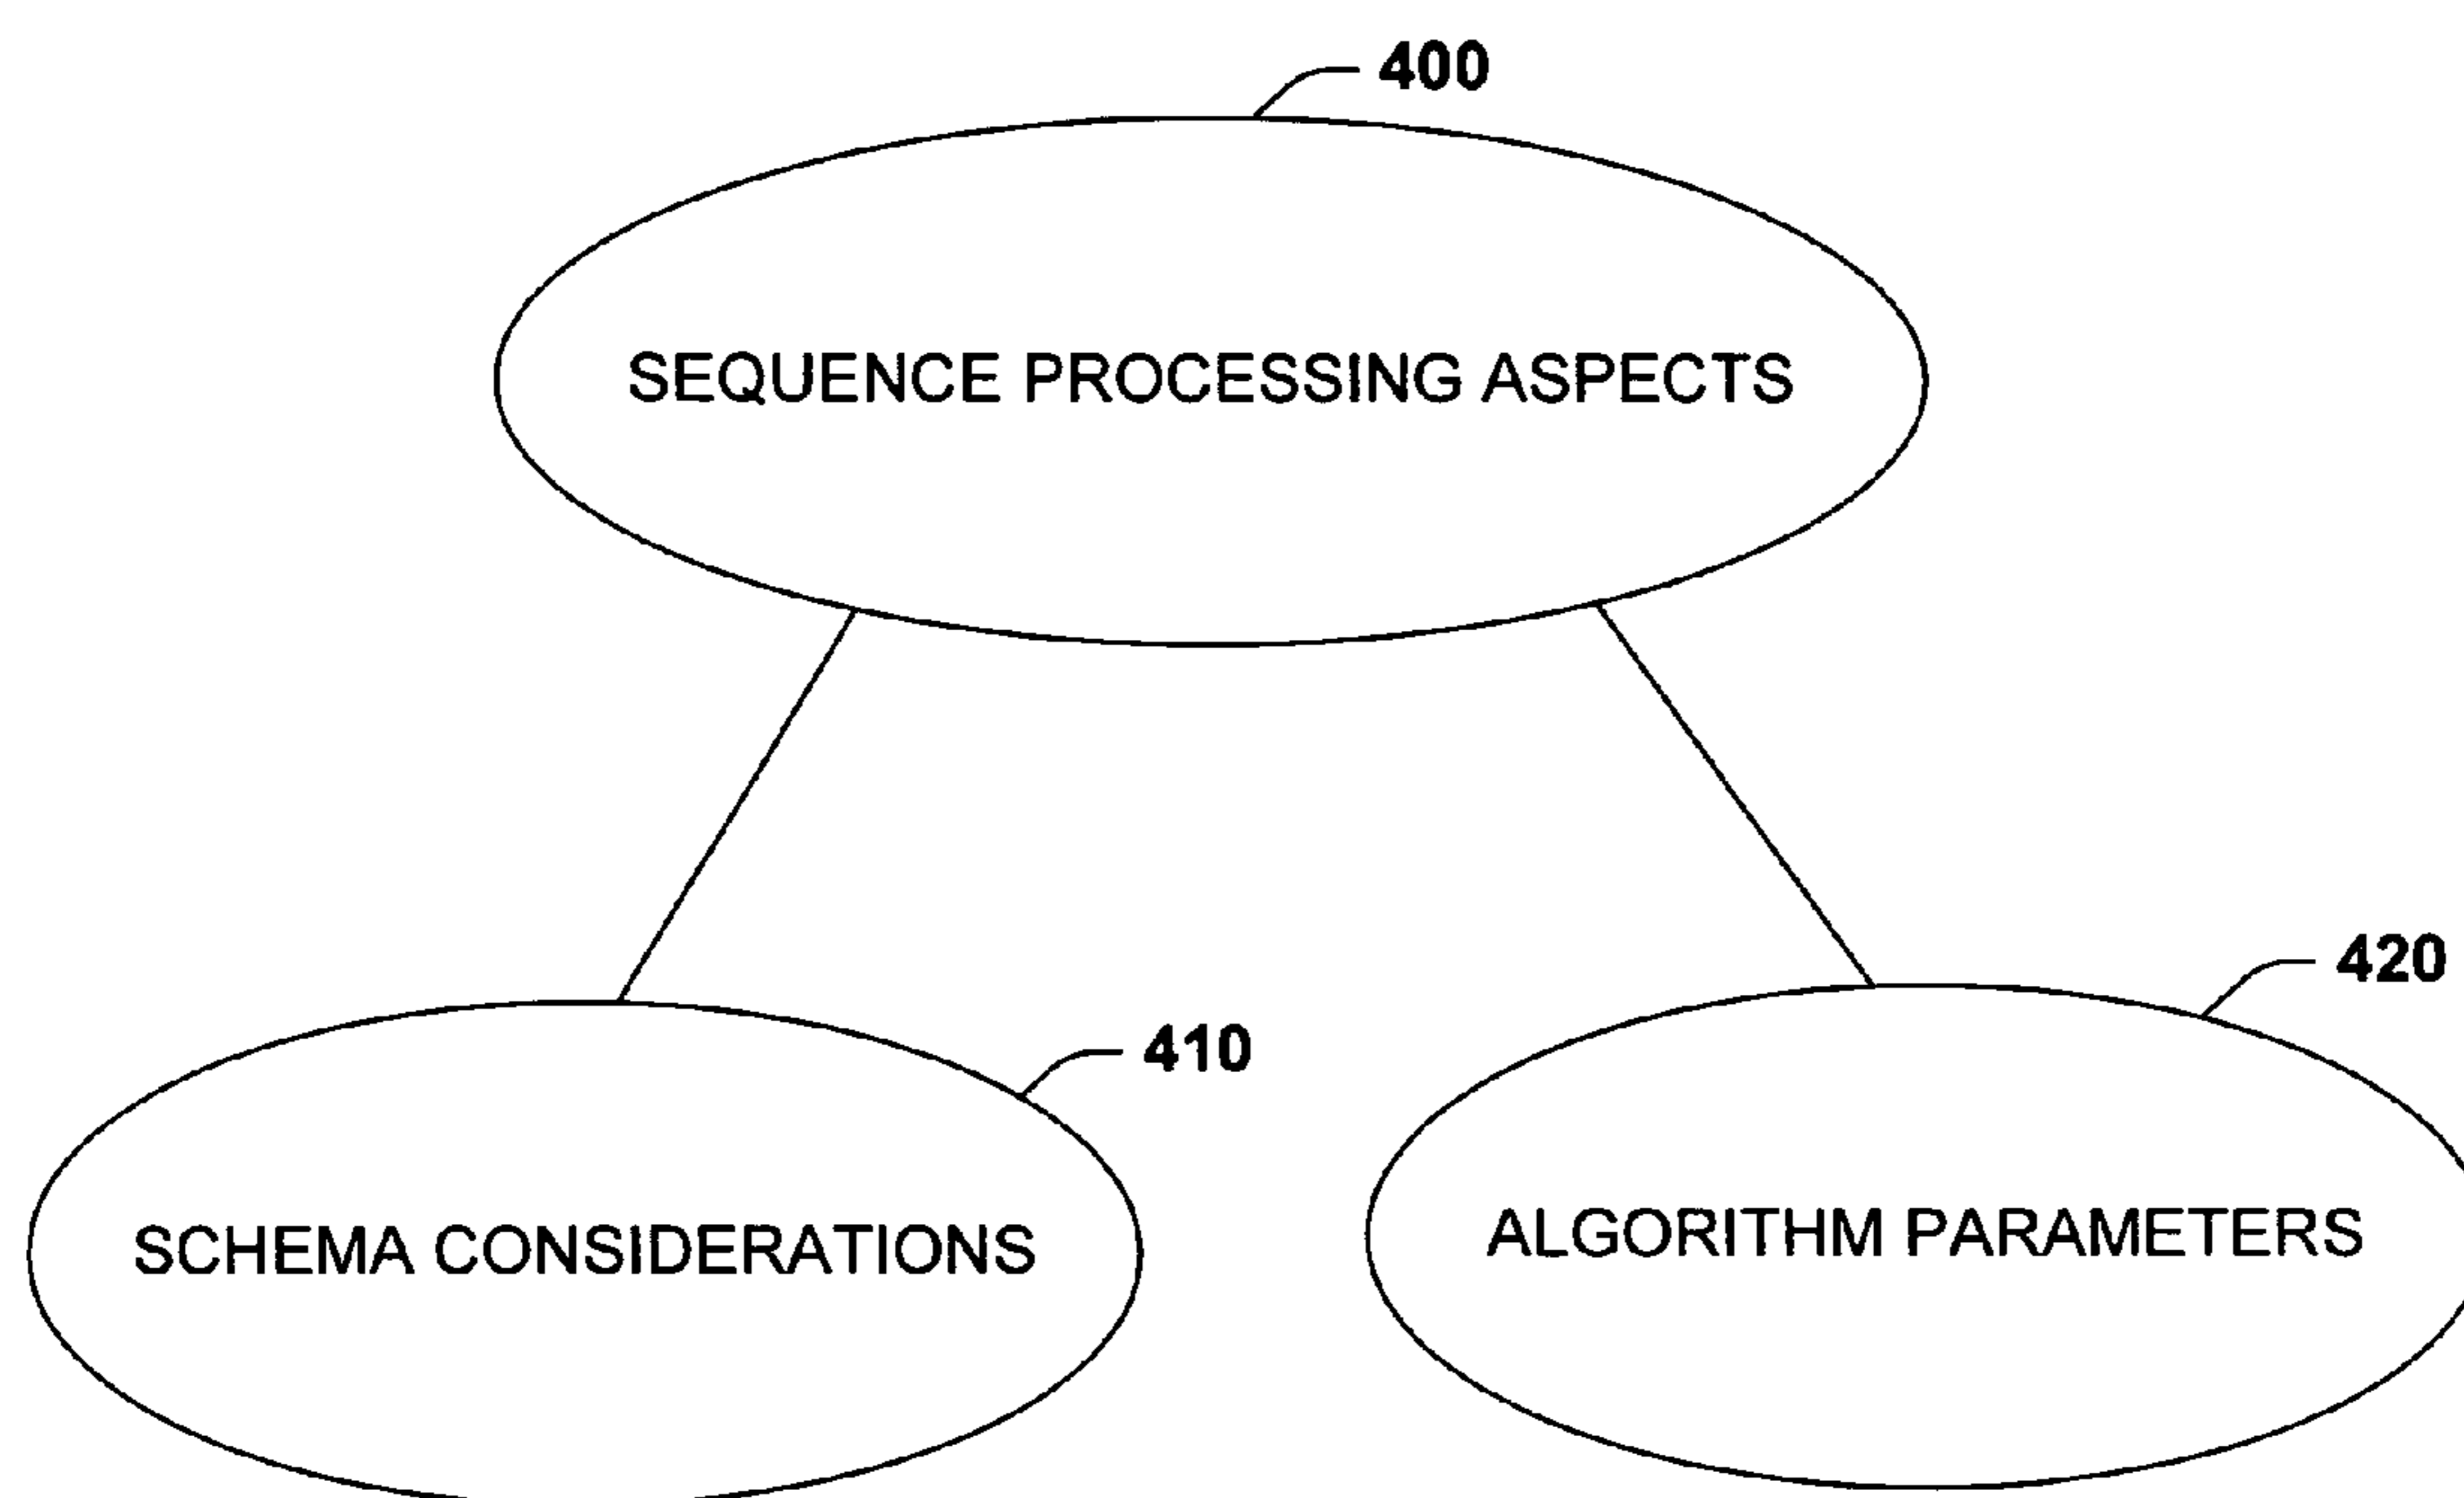 400
SEQUENCE PROCESSING ASPECTS
420
410
SCHEMA CONSIDERATIONS
ALGORITHM PARAMETERS